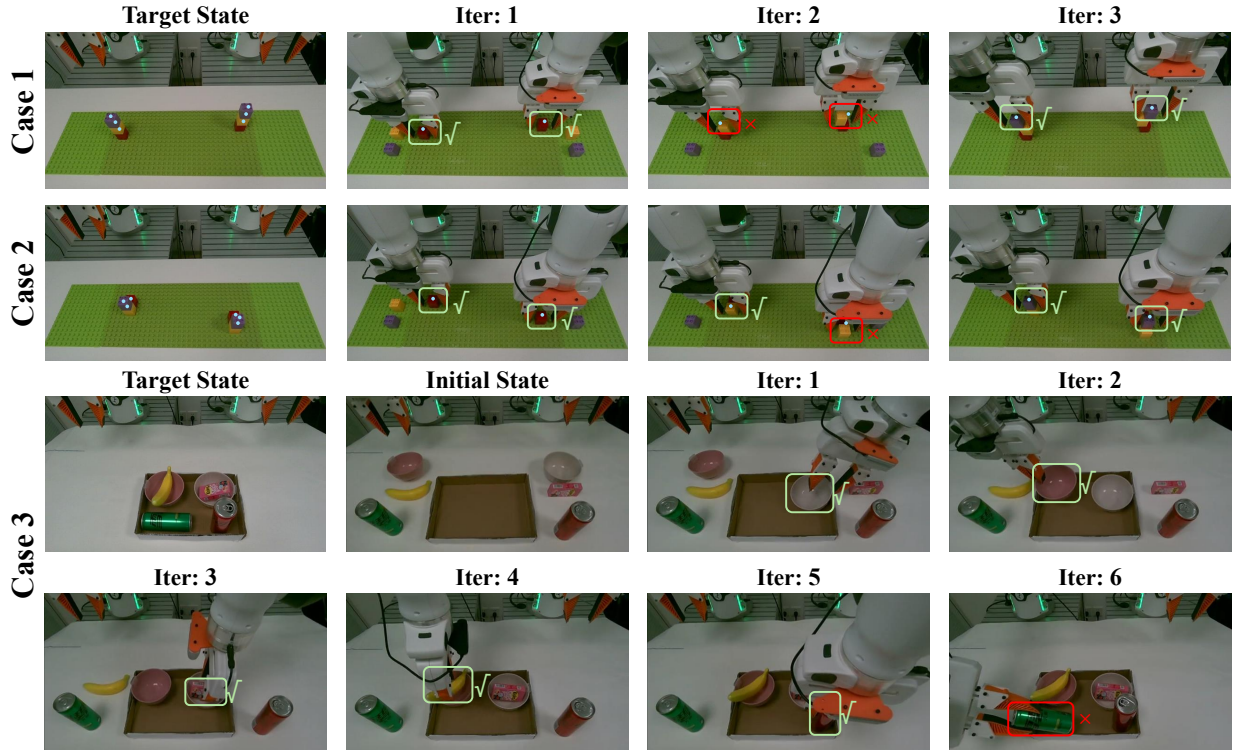 Target State Iter: 1 Iter: 2 Iter: 3
Case 1
√ √ × × √ √
Case 2
√ √ √ × √ √
Target State Initial State Iter: 1 Iter: 2
Case 3
√ √
Iter: 3 Iter: 4 Iter: 5 Iter: 6
√ √ √ ×